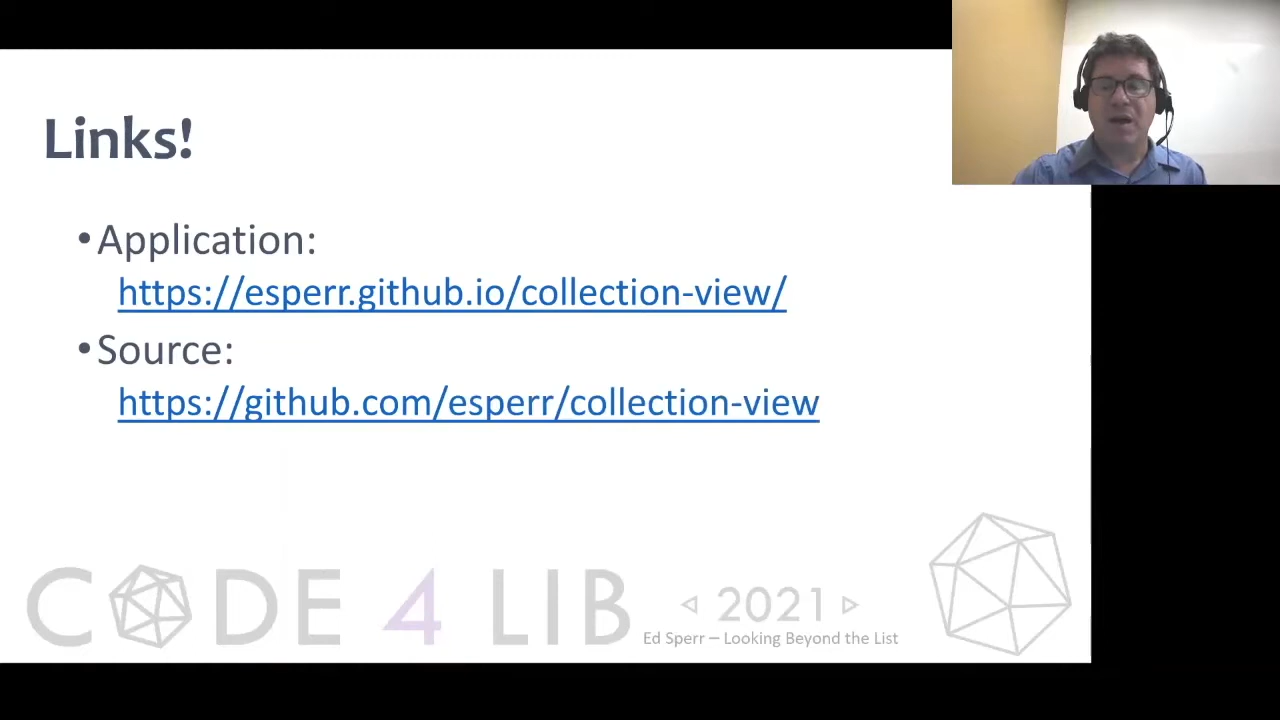 Links!
•Application:
https://esperr.github.io/collection-view/
•Source:
https://github.com/esperr/collection-view
CODE 4 LIB
2021
Ed Sperr – Looking Beyond the List